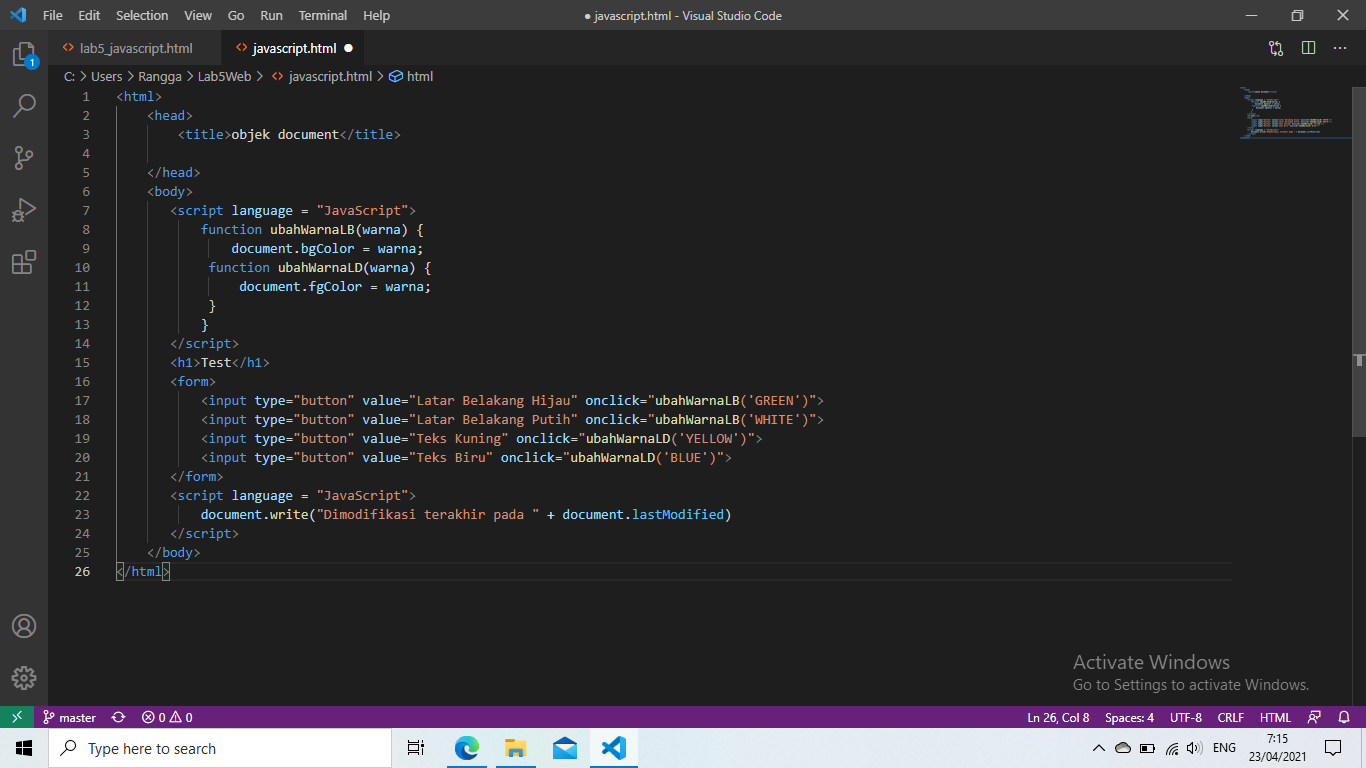 File Edit Selection View Go Run Terminal Help ● javascript.html - Visual Studio Code
lab5_javascript.html javascript.html ●
C: > Users > Rangga > Lab5Web > javascript.html > html
1 <html>
2 <head>
3 <title>objek document</title>
4
5 </head>
6 <body>
7 <script language = "JavaScript">
8 function ubahWarnaLB(warna) {
9 document.bgColor = warna;
10 function ubahWarnaLD(warna) {
11 document.fgColor = warna;
12 }
13 }
14 </script>
15 <h1>Test</h1>
16 <form>
17 <input type="button" value="Latar Belakang Hijau" onclick="ubahWarnaLB('GREEN')">
18 <input type="button" value="Latar Belakang Putih" onclick="ubahWarnaLB('WHITE')">
19 <input type="button" value="Teks Kuning" onclick="ubahWarnaLD('YELLOW')">
20 <input type="button" value="Teks Biru" onclick="ubahWarnaLD('BLUE')">
21 </form>
22 <script language = "JavaScript">
23 document.write("Dimodifikasi terakhir pada " + document.lastModified)
24 </script>
25 </body>
26 </html>
1
Activate Windows
Go to Settings to activate Windows.
master 0 0 Ln 26, Col 8 Spaces: 4 UTF-8 CRLF HTML
Type here to search ENG
7:15
23/04/2021